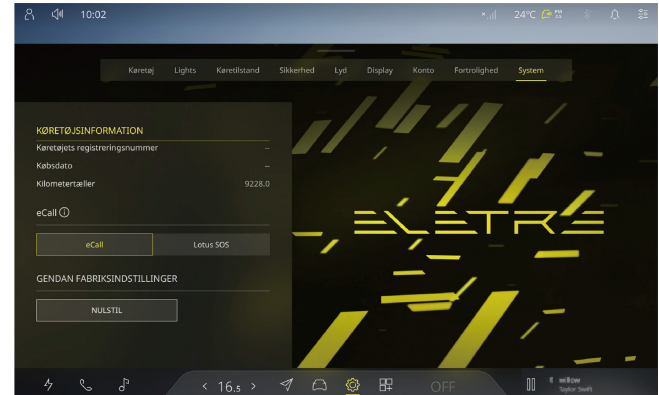 10:02
24°C
Køretøj Lights Køretilstand Sikkerhed Lyd Display Konto Fortrolighed System
KØRETØJSINFORMATION
Køretøjets registreringsnummer --
Købsdato --
Kilometertæller 9228.0
eCall
eCall Lotus SOS
ELETRE
GENDAN FABRIKSINDSTILLINGER
NULSTIL
< 16.5 > OFF
willow
Taylor Swift